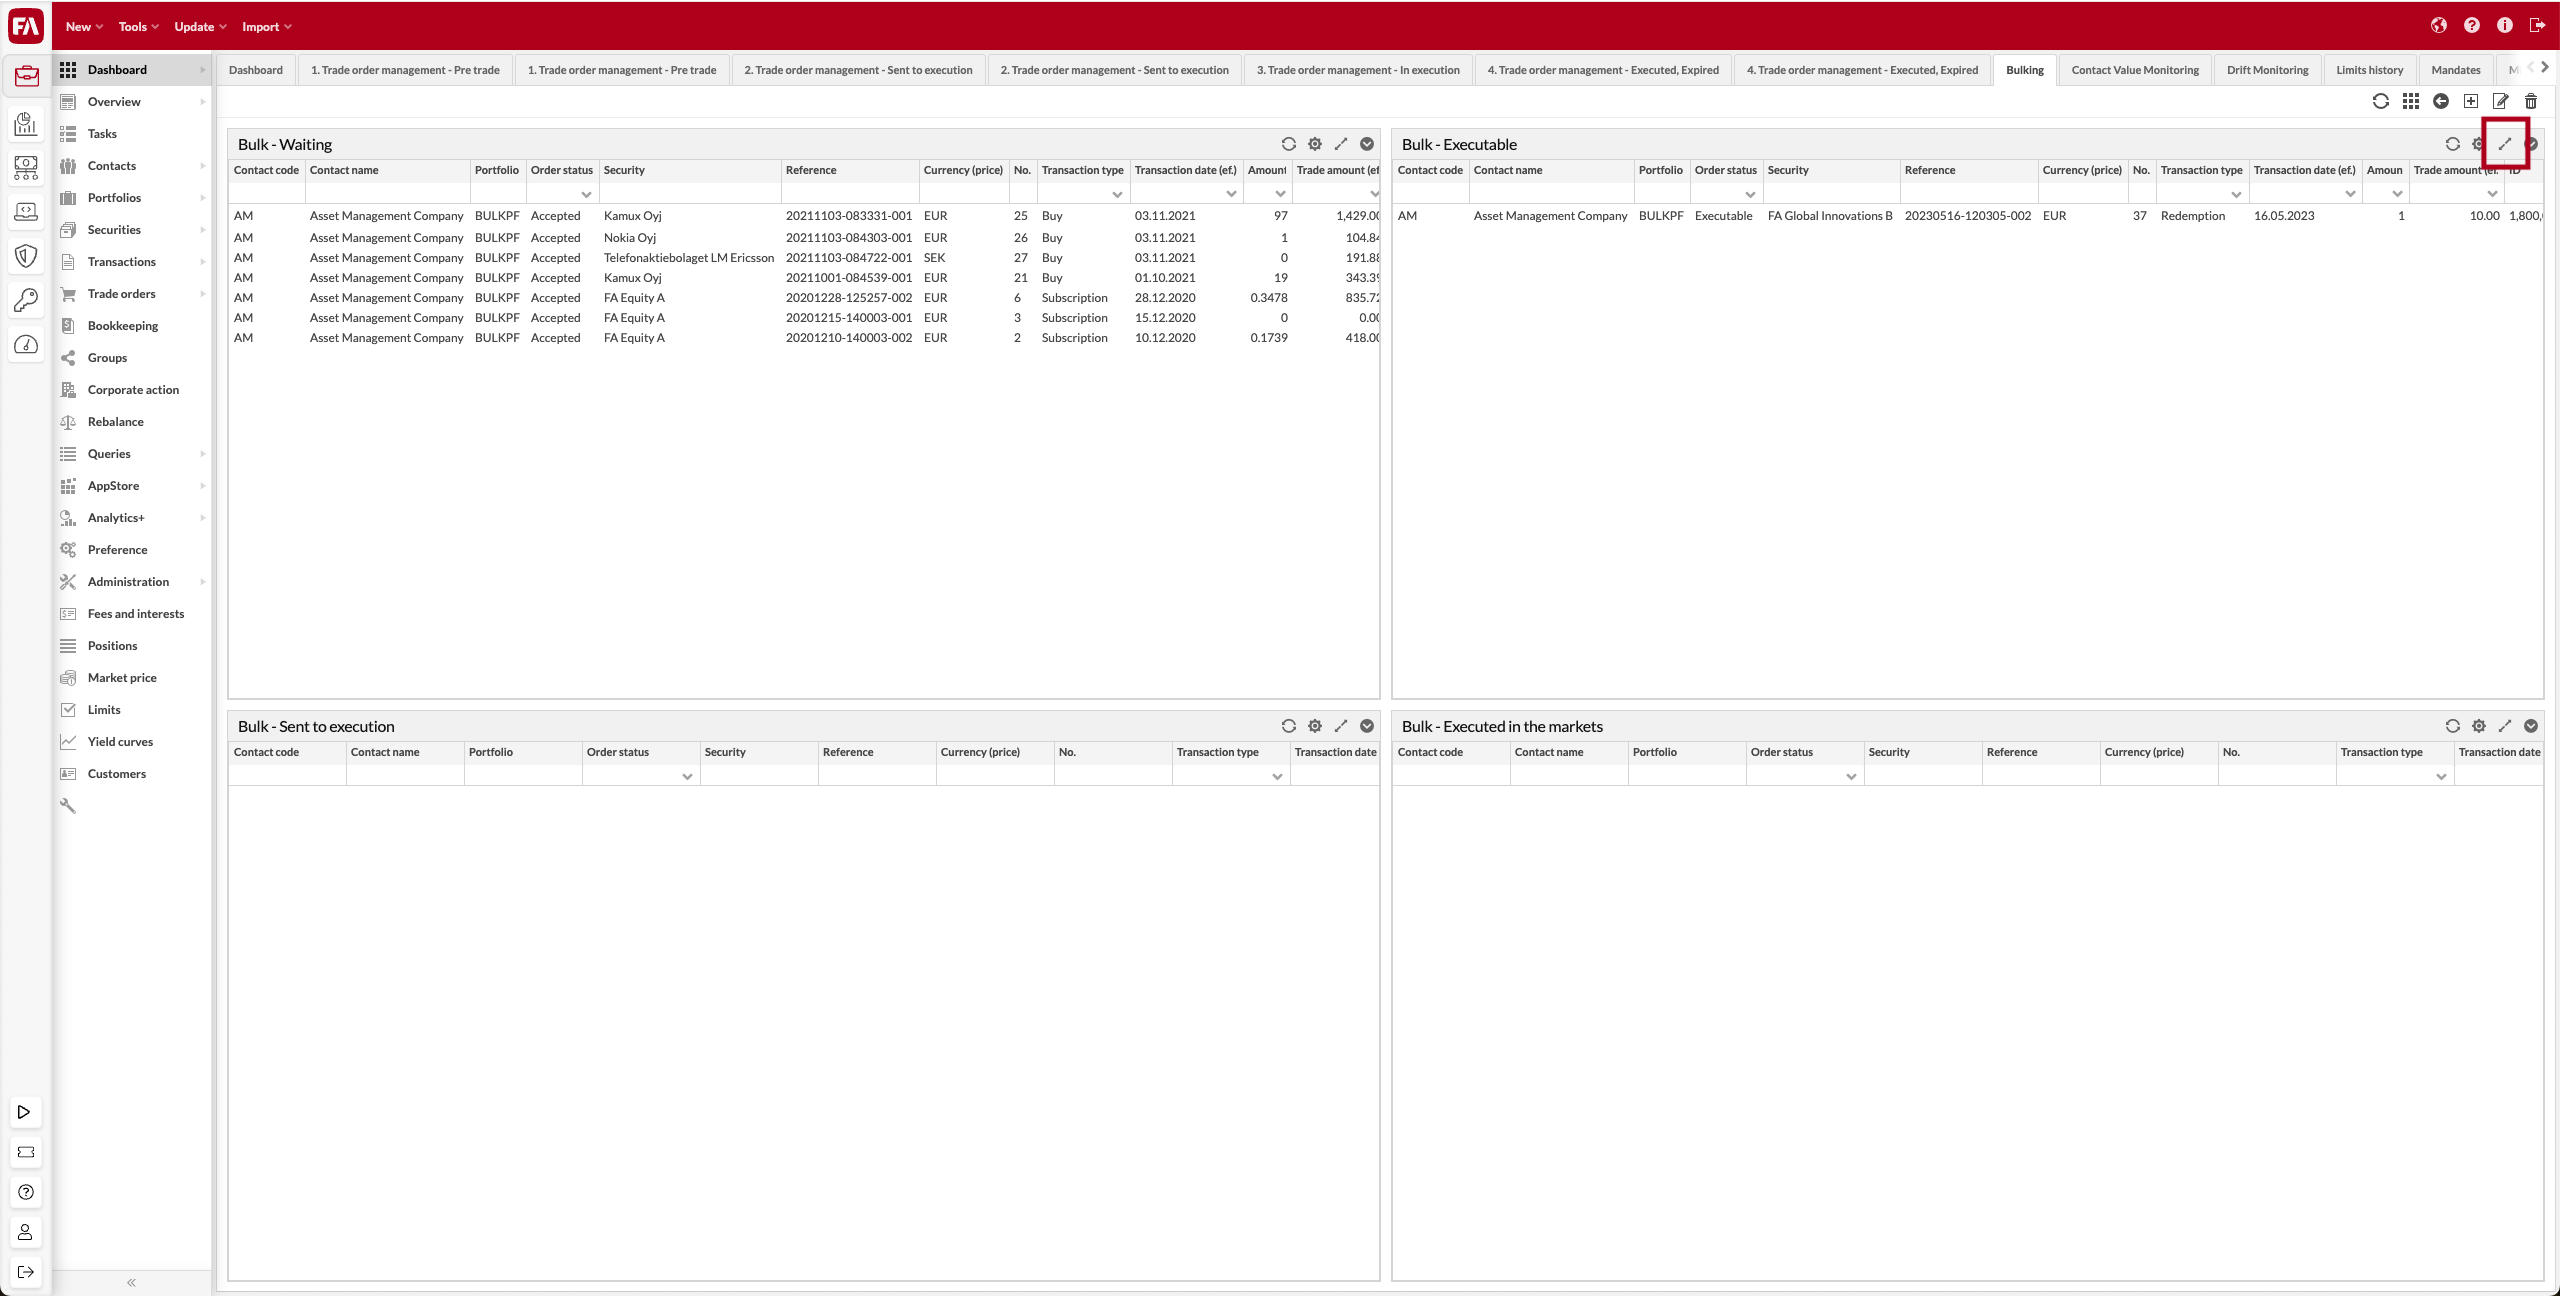 FA New Tools Update Import
Dashboard
Overview
Tasks
Contacts
Portfolios
Securities
Transactions
Trade orders
Bookkeeping
Groups
Corporate action
Rebalance
Queries
AppStore
Analytics+
Preference
Administration
Fees and interests
Positions
Market price
Limits
Yield curves
Customers
Dashboard 1. Trade order management - Pre trade 1. Trade order management - Pre trade 2. Trade order management - Sent to execution 2. Trade order management - Sent to execution 3. Trade order management - In execution 4. Trade order management - Executed, Expired 4. Trade order management - Executed, Expired Bulking Contact Value Monitoring Drift Monitoring Limits history Mandates
Bulk - Waiting
Contact code Contact name Portfolio Order status Security Reference Currency (price) No. Transaction type Transaction date (ef.) Amount Trade amount (ef
AM Asset Management Company BULKPF Accepted Kamux Oyj 20211103-083331-001 EUR 25 Buy 03.11.2021 97 1,429.00
AM Asset Management Company BULKPF Accepted Nokia Oyj 20211103-084303-001 EUR 26 Buy 03.11.2021 1 104.84
AM Asset Management Company BULKPF Accepted Telefonaktiebolaget LM Ericsson 20211103-084722-001 SEK 27 Buy 03.11.2021 0 191.88
AM Asset Management Company BULKPF Accepted Kamux Oyj 20211001-084539-001 EUR 21 Buy 01.10.2021 19 343.39
AM Asset Management Company BULKPF Accepted FA Equity A 20201228-125257-002 EUR 6 Subscription 28.12.2020 0.3478 835.72
AM Asset Management Company BULKPF Accepted FA Equity A 20201215-140003-001 EUR 3 Subscription 15.12.2020 0 0.00
AM Asset Management Company BULKPF Accepted FA Equity A 20201210-140003-002 EUR 2 Subscription 10.12.2020 0.1739 418.00
Bulk - Executable
Contact code Contact name Portfolio Order status Security Reference Currency (price) No. Transaction type Transaction date (ef.) Amoun Trade amount (ef. ID
AM Asset Management Company BULKPF Executable FA Global Innovations B 20230516-120305-002 EUR 37 Redemption 16.05.2023 1 10.00 1,800,
Bulk - Sent to execution
Contact code Contact name Portfolio Order status Security Reference Currency (price) No. Transaction type Transaction date
Bulk - Executed in the markets
Contact code Contact name Portfolio Order status Security Reference Currency (price) No. Transaction type Transaction date